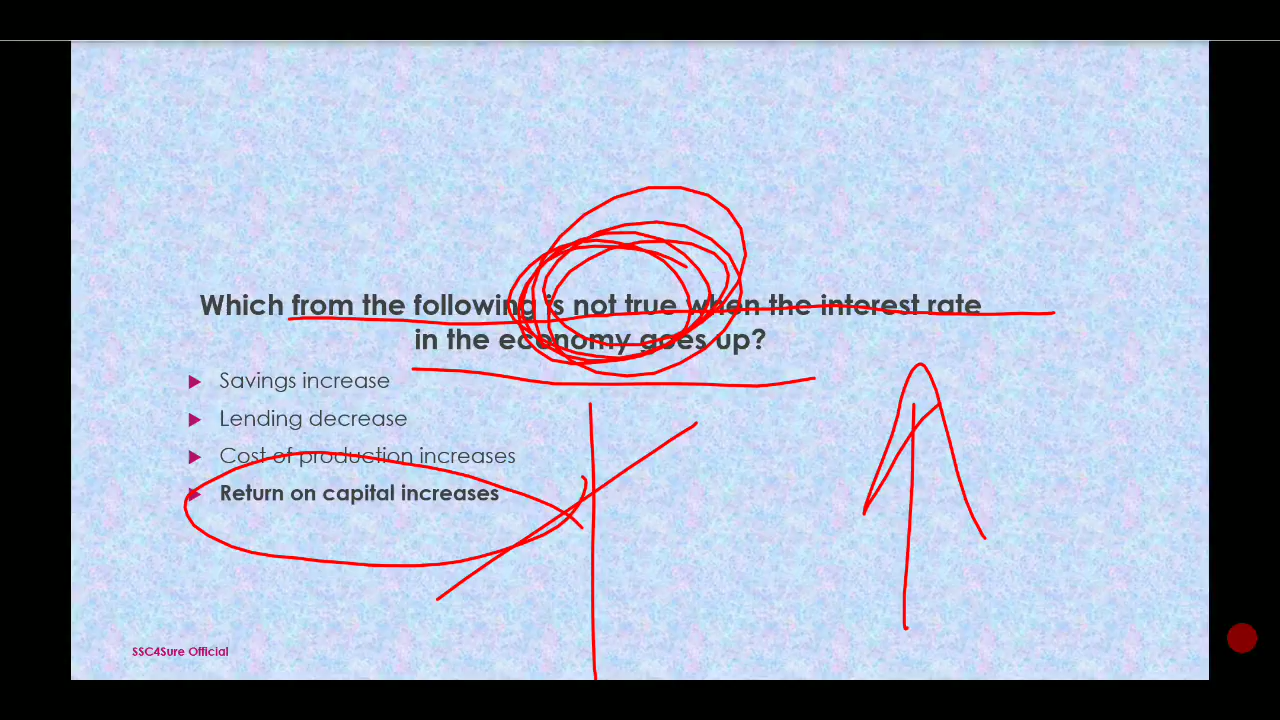 Which from the following is not true when the interest rate
in the economy goes up?
Savings increase
Lending decrease
Cost of production increases
Return on capital increases
SSC4Sure Official